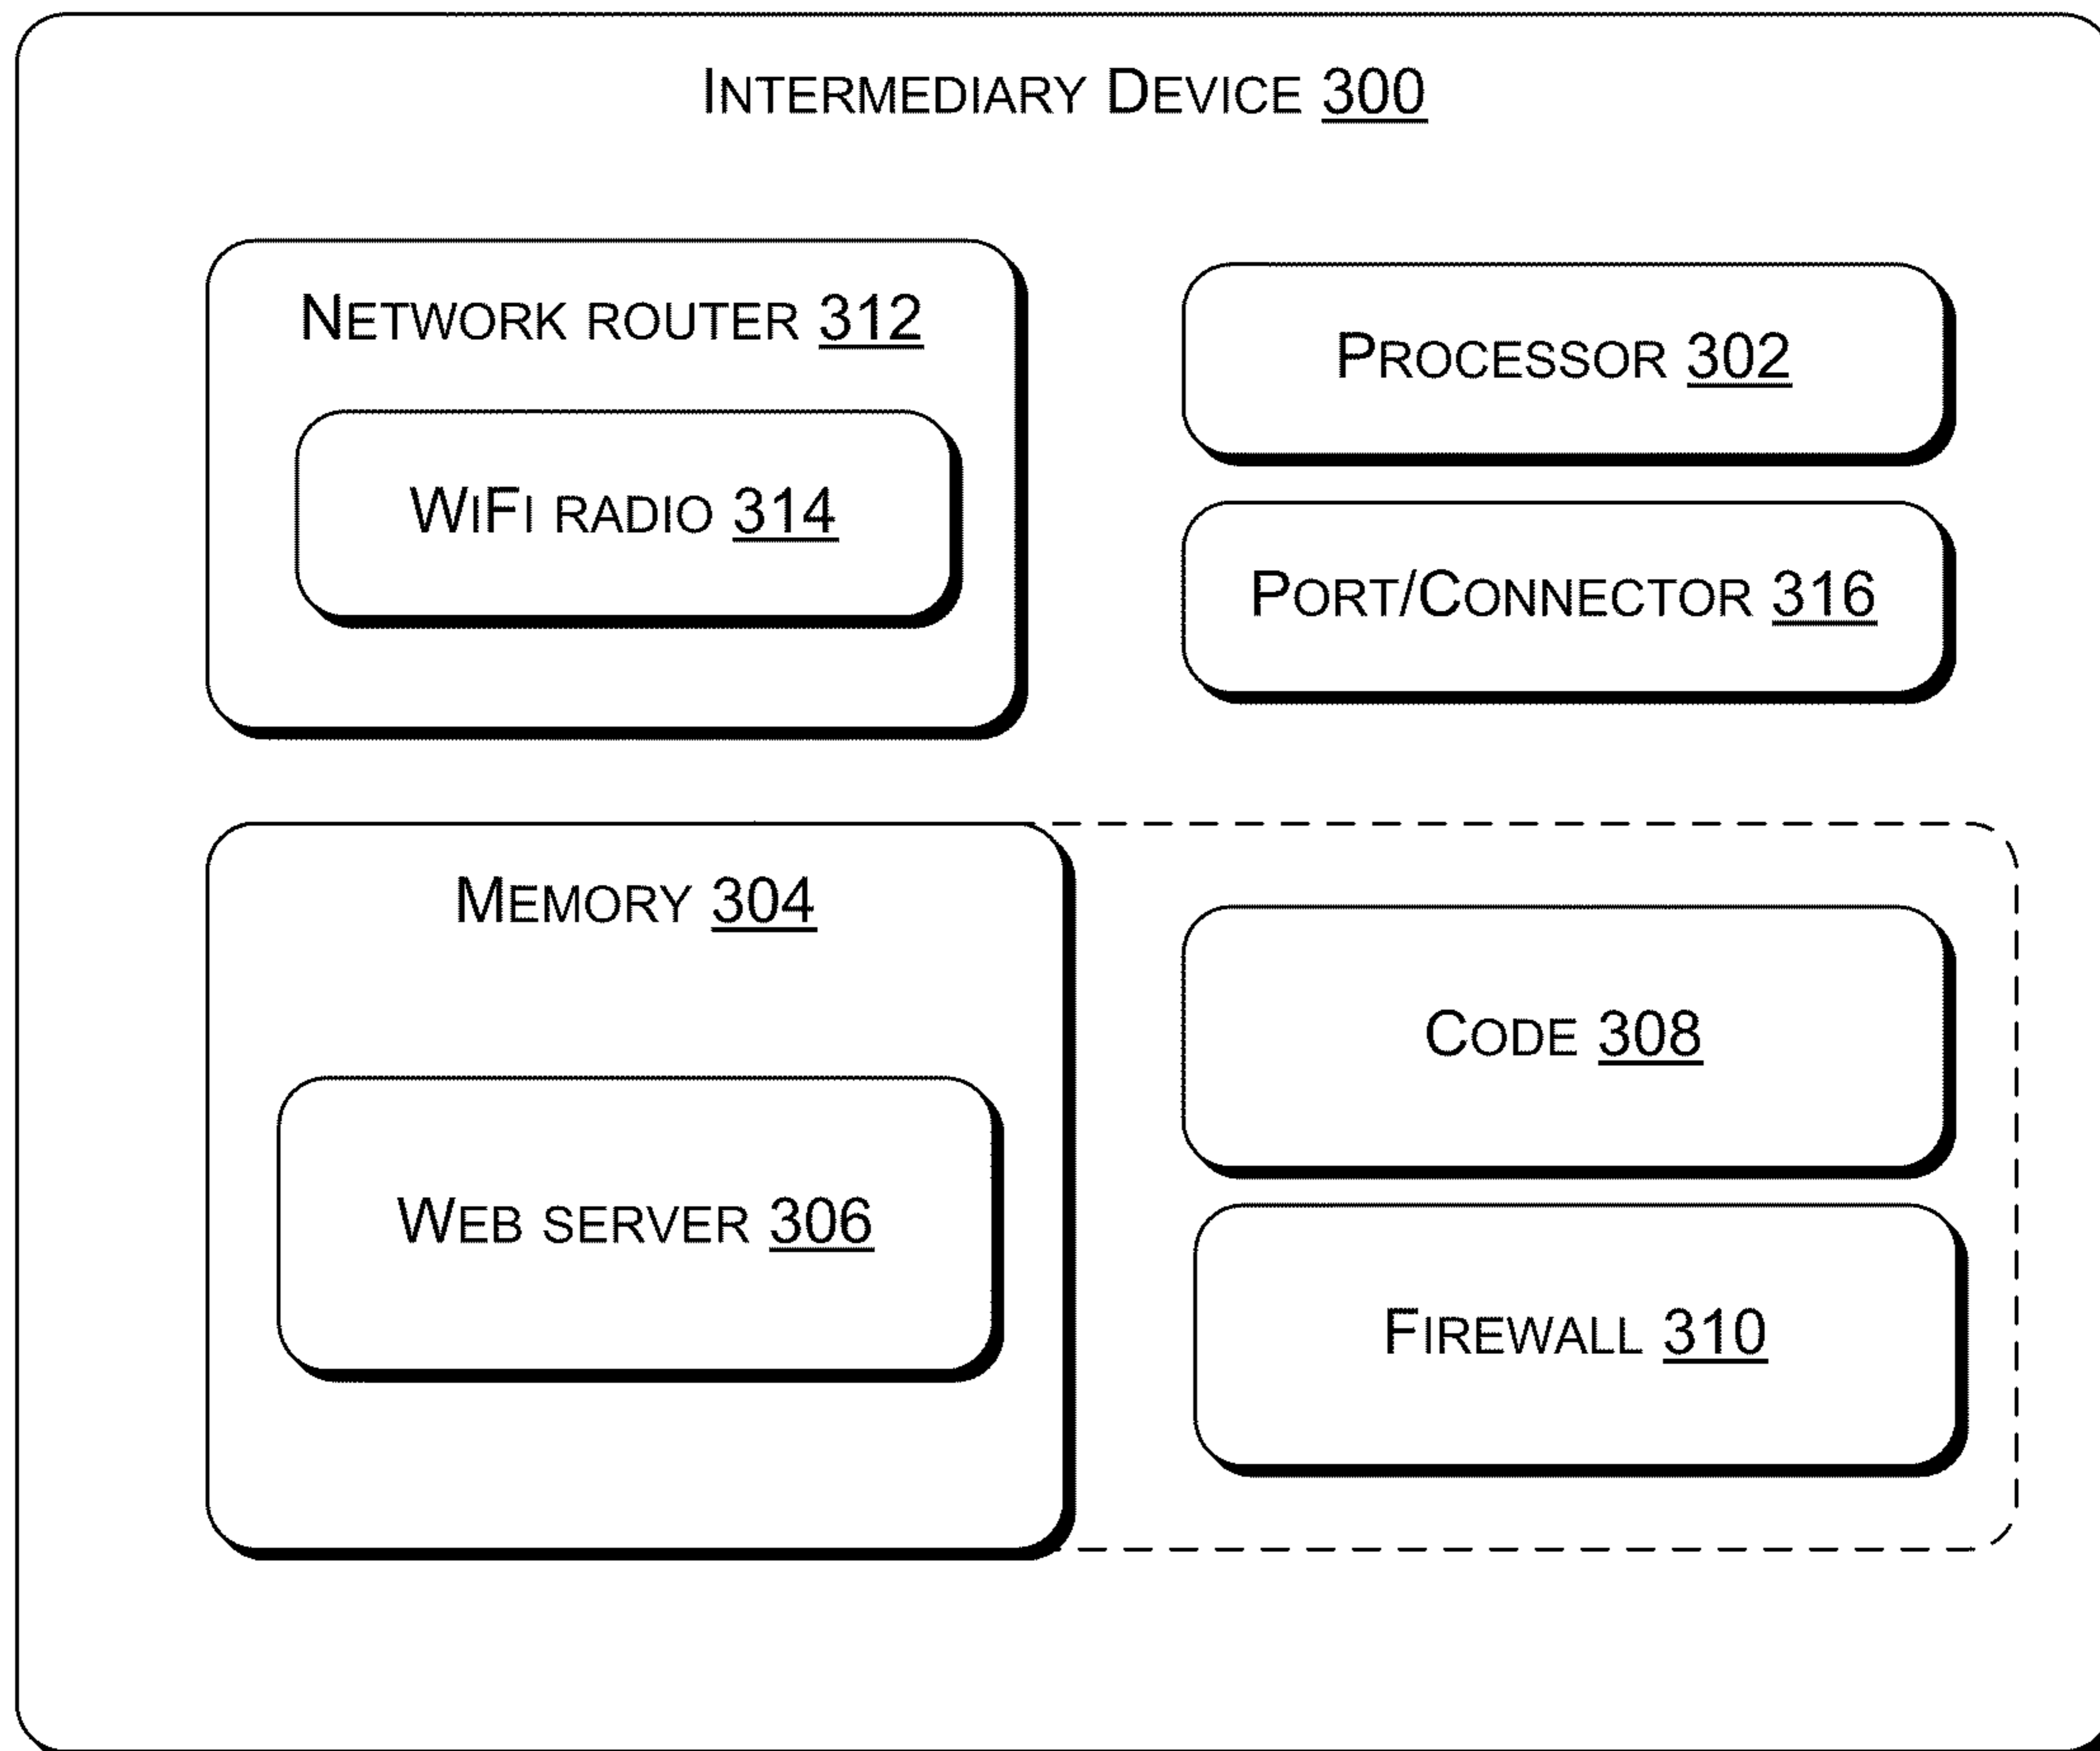 INTERMEDIARY DEVICE 300
NETWORK ROUTER 312
WIFI RADIO 314
PROCESSOR 302
PORT/CONNECTOR 316
MEMORY 304
WEB SERVER 306
CODE 308
FIREWALL 310